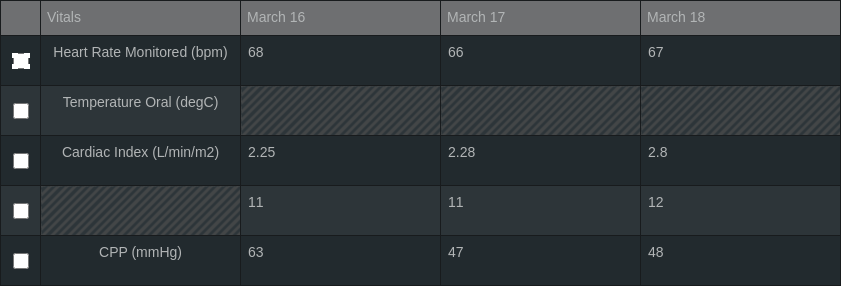 Vitals March 16 March 17 March 18
Heart Rate Monitored (bpm) 68 66 67
Temperature Oral (degC)
Cardiac Index (L/min/m2) 2.25 2.28 2.8
11 11 12
CPP (mmHg) 63 47 48